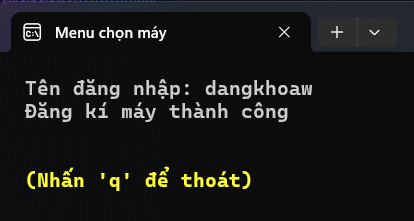 Menu chọn máy
Tên đăng nhập: dangkhoaw
Đăng kí máy thành công
(Nhấn 'q' để thoát)